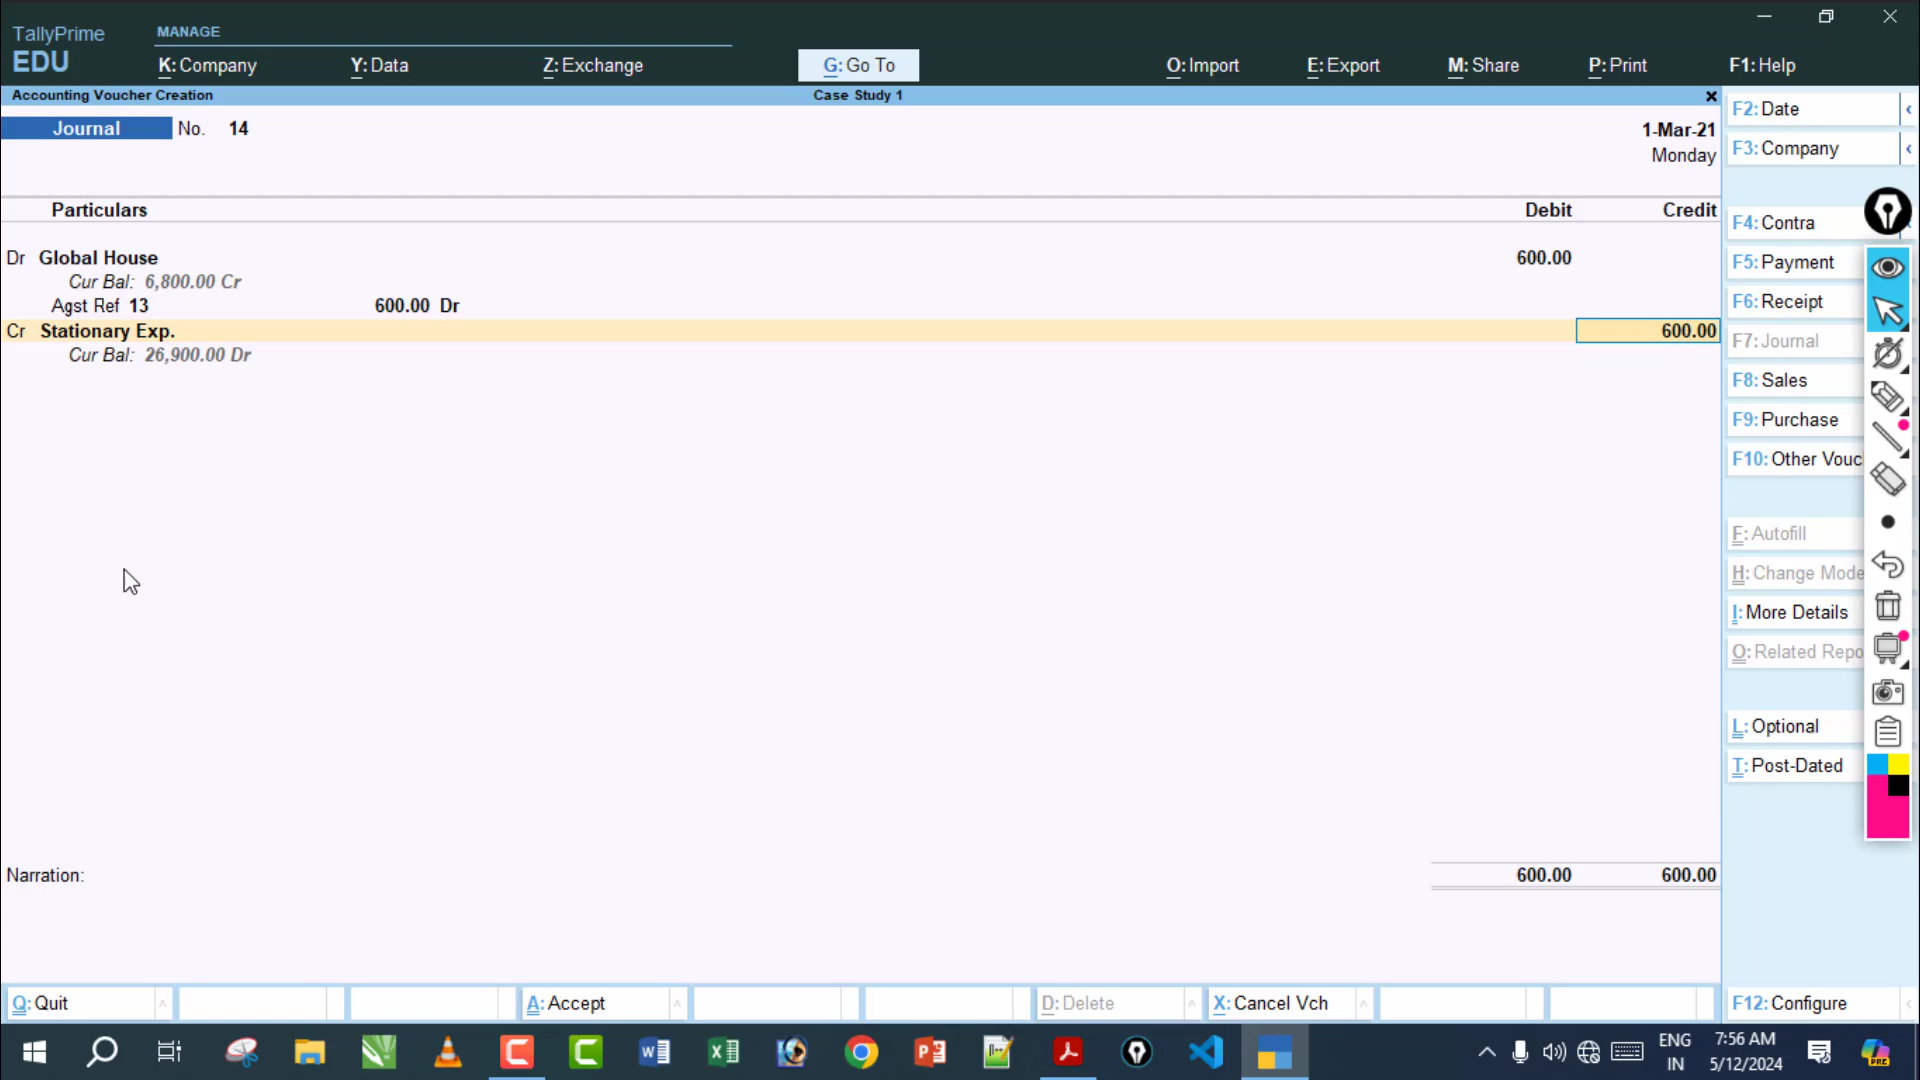 TallyPrime
EDU
MANAGE
K: Company
Y: Data
Z: Exchange
G: Go To
O: Import
E: Export
M: Share
P: Print
F1: Help
Accounting Voucher Creation
Case Study 1
Journal No. 14
1-Mar-21
Monday
Particulars Debit Credit
Dr Global House 600.00
Cur Bal: 6,800.00 Cr
Agst Ref 13 600.00 Dr
Cr Stationary Exp. 600.00
Cur Bal: 26,900.00 Dr
Narration: 600.00 600.00
F2: Date
F3: Company
F4: Contra
F5: Payment
F6: Receipt
F7: Journal
F8: Sales
F9: Purchase
F10: Other Vouc
F: Autofill
H: Change Mode
I: More Details
O: Related Repo
L: Optional
T: Post-Dated
Q: Quit
A: Accept
D: Delete
X: Cancel Vch
F12: Configure
ENG
IN
7:56 AM
5/12/2024